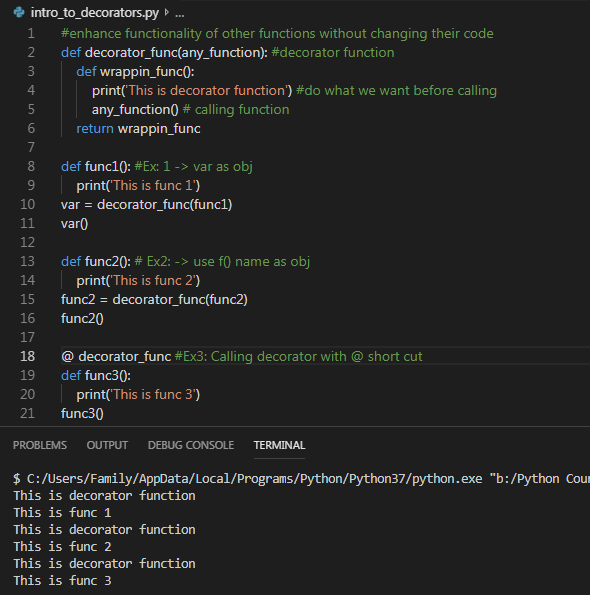 intro_to_decorators.py > ...
1 #enhance functionality of other functions without changing their code
2 def decorator_func(any_function): #decorator function
3     def wrappin_func():
4         print('This is decorator function') #do what we want before calling
5         any_function() # calling function
6     return wrappin_func
7
8 def func1(): #Ex: 1 -> var as obj
9     print('This is func 1')
10 var = decorator_func(func1)
11 var()
12
13 def func2(): # Ex2: -> use f() name as obj
14     print('This is func 2')
15 func2 = decorator_func(func2)
16 func2()
17
18 @ decorator_func #Ex3: Calling decorator with @ short cut
19 def func3():
20     print('This is func 3')
21 func3()
PROBLEMS OUTPUT DEBUG CONSOLE TERMINAL
$ C:/Users/Family/AppData/Local/Programs/Python/Python37/python.exe "b:/Python Cour
This is decorator function
This is func 1
This is decorator function
This is func 2
This is decorator function
This is func 3